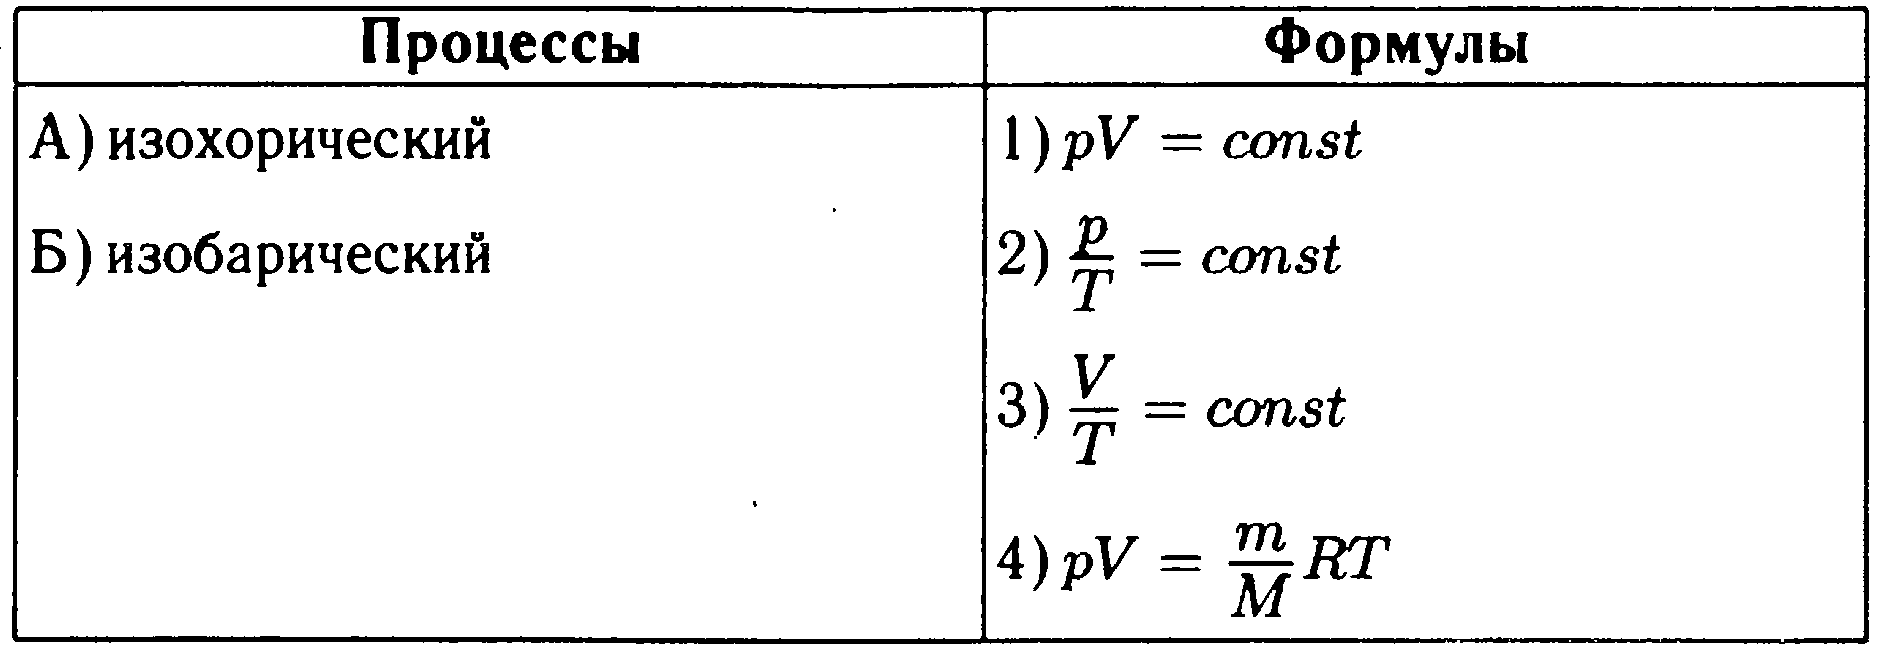 Процессы
Формулы
А) изохорический
Б) изобарический
1) pV = const
2) p/T = const
3) V/T = const
4) pV = m/M RT